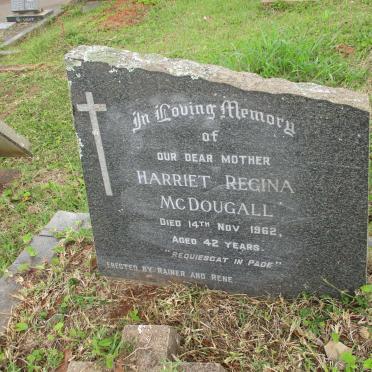 In Loving Memory
of
OUR DEAR MOTHER
HARRIET REGINA
McDOUGALL
DIED 14TH NOV 1962,
AGED 42 YEARS.
"REQUIESCAT IN PACE"
ERECTED BY RAINER AND RENE